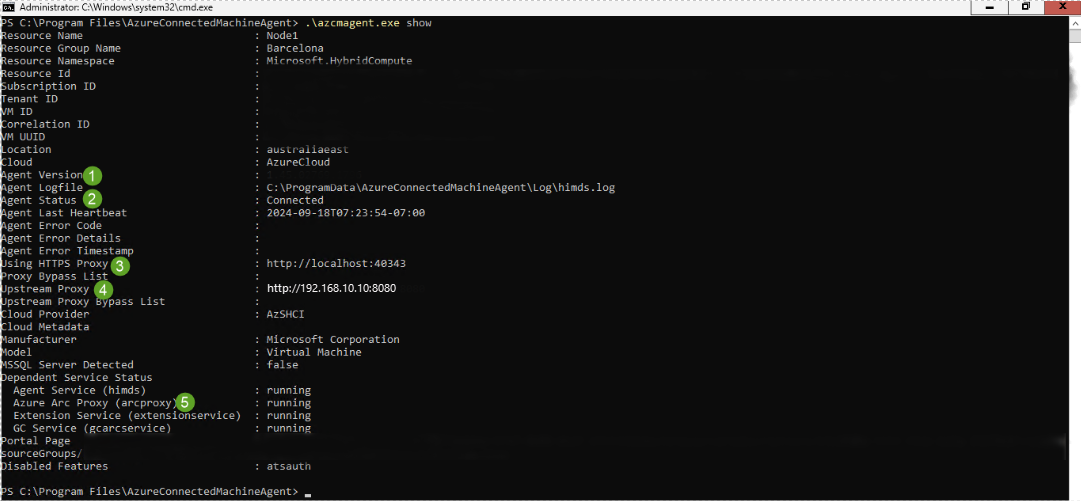 Administrator: C:\Windows\system32\cmd.exe
PS C:\Program Files\AzureConnectedMachineAgent> .\azcmagent.exe show
Resource Name : Node1
Resource Group Name : Barcelona
Resource Namespace : Microsoft.HybridCompute
Resource Id :
Subscription ID :
Tenant ID :
VM ID :
Correlation ID :
VM UUID :
Location : australiaeast
Cloud : AzureCloud
Agent Version 1 :
Agent Logfile : C:\ProgramData\AzureConnectedMachineAgent\Log\himds.log
Agent Status 2 : Connected
Agent Last Heartbeat : 2024-09-18T07:23:54-07:00
Agent Error Code :
Agent Error Details :
Agent Error Timestamp :
Using HTTPS Proxy 3 : http://localhost:40343
Proxy Bypass List :
Upstream Proxy 4 : http://192.168.10.10:8080
Upstream Proxy Bypass List :
Cloud Provider : AzSHCI
Cloud Metadata
Manufacturer : Microsoft Corporation
Model : Virtual Machine
MSSQL Server Detected : false
Dependent Service Status
Agent Service (himds) : running
Azure Arc Proxy (arcproxy) 5 : running
Extension Service (extensionservice) : running
GC Service (gcarcservice) : running
Portal Page
sourceGroups/
Disabled Features : atsauth
PS C:\Program Files\AzureConnectedMachineAgent>